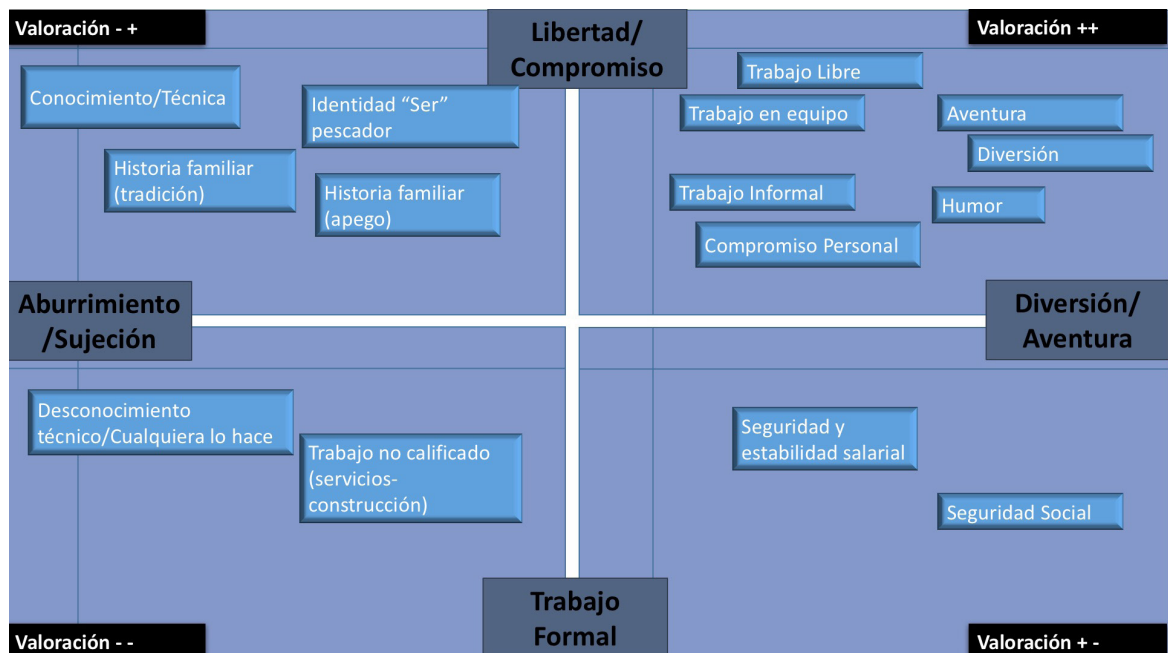 Valoración - +
Libertad/
Compromiso
Valoración ++
Conocimiento/Técnica
Identidad “Ser”
pescador
Historia familiar
(tradición)
Historia familiar
(apego)
Trabajo Libre
Trabajo en equipo
Aventura
Diversión
Trabajo Informal
Humor
Compromiso Personal
Aburrimiento
/Sujeción
Diversión/
Aventura
Desconocimiento
técnico/Cualquiera lo hace
Trabajo no calificado
(servicios-
construcción)
Seguridad y
estabilidad salarial
Seguridad Social
Valoración - -
Trabajo
Formal
Valoración + -